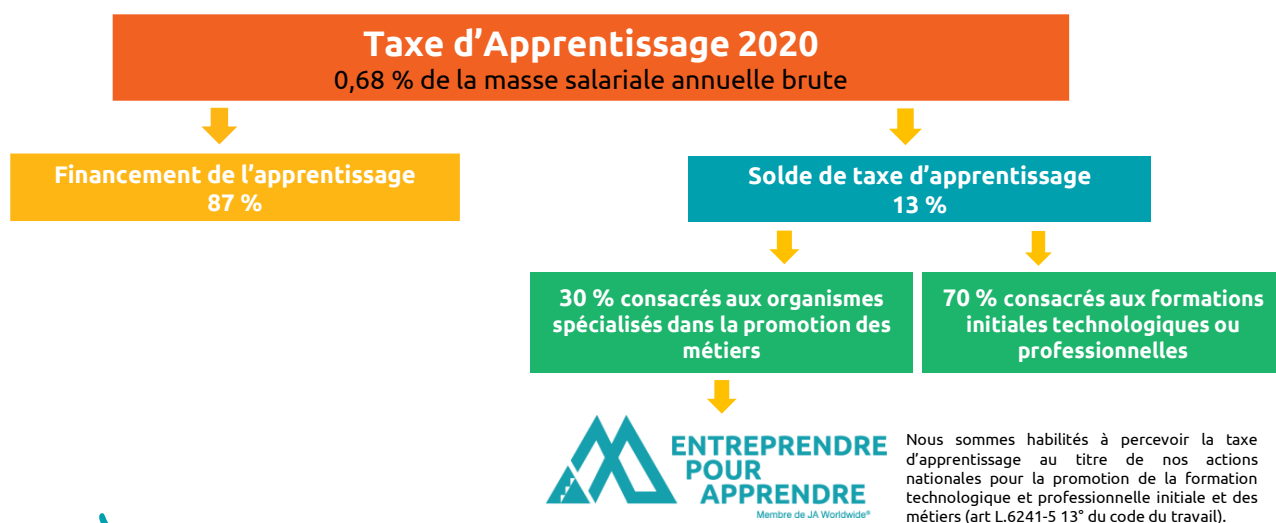 Taxe d’Apprentissage 2020
0,68 % de la masse salariale annuelle brute
Financement de l’apprentissage
87 %
Solde de taxe d’apprentissage
13 %
30 % consacrés aux organismes
spécialisés dans la promotion des
métiers
70 % consacrés aux formations
initiales technologiques ou
professionnelles
ENTREPRENDRE
POUR
APPRENDRE
Membre de JA Worldwide®
Nous sommes habilités à percevoir la taxe
d’apprentissage au titre de nos actions
nationales pour la promotion de la formation
technologique et professionnelle initiale et des
métiers (art L.6241-5 13° du code du travail).